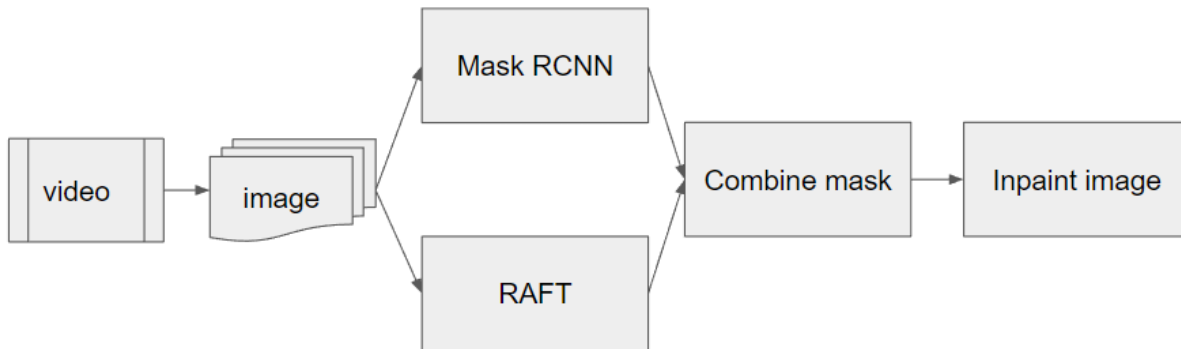 video
image
Mask RCNN
RAFT
Combine mask
Inpaint image